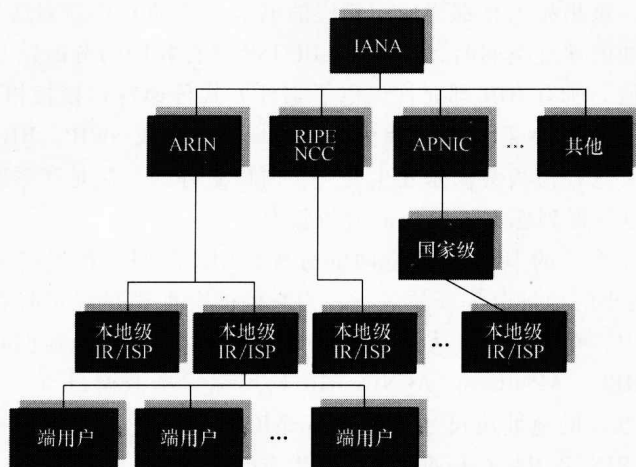 IANA
ARIN
RIPE
NCC
APNIC
...
其他
国家级
本地级
IR/ISP
本地级
IR/ISP
本地级
IR/ISP
...
本地级
IR/ISP
端用户
端用户
...
端用户